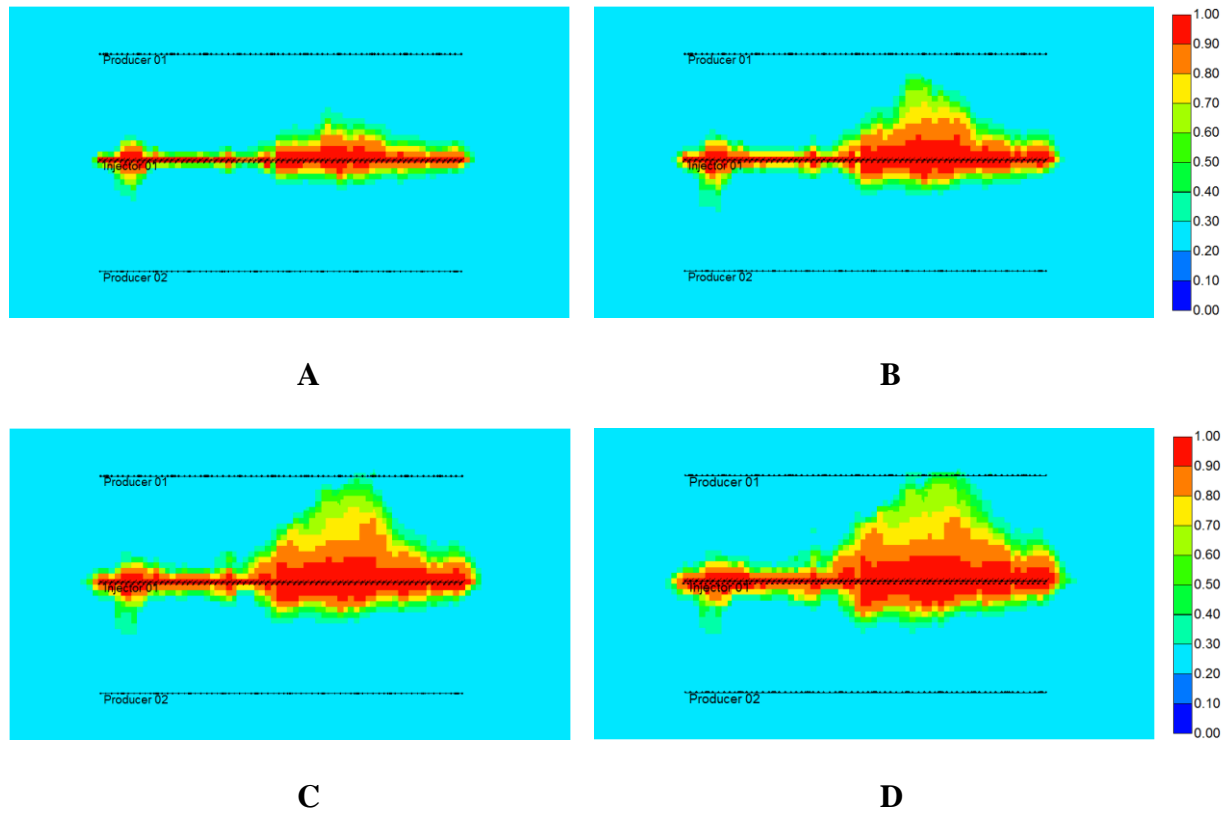 Producer 01
Injector 01
Producer 02
A
Producer 01
Injector 01
Producer 02
B
1.00
0.90
0.80
0.70
0.60
0.50
0.40
0.30
0.20
0.10
0.00
Producer 01
Injector 01
Producer 02
C
Producer 01
Injector 01
Producer 02
D
1.00
0.90
0.80
0.70
0.60
0.50
0.40
0.30
0.20
0.10
0.00